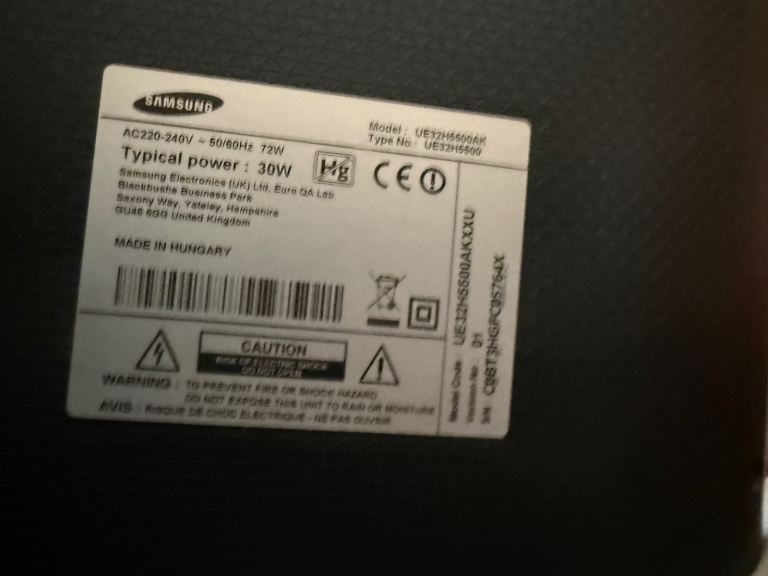 SAMSUNG
Model : UE32H5500AK
Type No. : UE32H5500
AC220-240V ~ 50/60Hz 72W
Typical power : 30W
Hg
CE
Samsung Electronics (UK) Ltd, Euro QA Lab
Blackbushe Business Park
Saxony Way, Yateley, Hampshire
GU46 6GG United Kingdom
MADE IN HUNGARY
CAUTION
RISK OF ELECTRIC SHOCK
DO NOT OPEN
WARNING : TO PREVENT FIRE OR SHOCK HAZARD
DO NOT EXPOSE THIS UNIT TO RAIN OR MOISTURE
AVIS : RISQUE DE CHOC ELECTRIQUE - NE PAS OUVRIR
Model Code : UE32H5500AKXXU
Version No : 01
S/N :